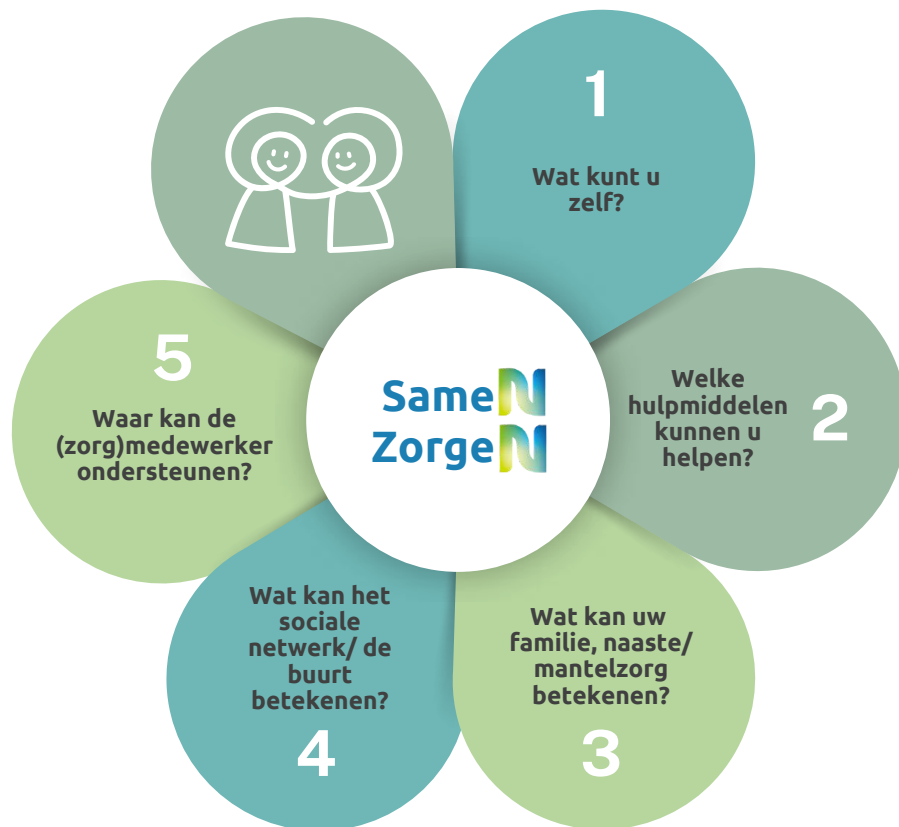 1
Wat kunt u
zelf?
Welke
hulpmiddelen
kunnen u
helpen?
2
Wat kan uw
familie, naaste/
mantelzorg
betekenen?
3
Wat kan het
sociale
netwerk/ de
buurt
betekenen?
4
5
Waar kan de
(zorg)medewerker
ondersteunen?
SameN
ZorgeN